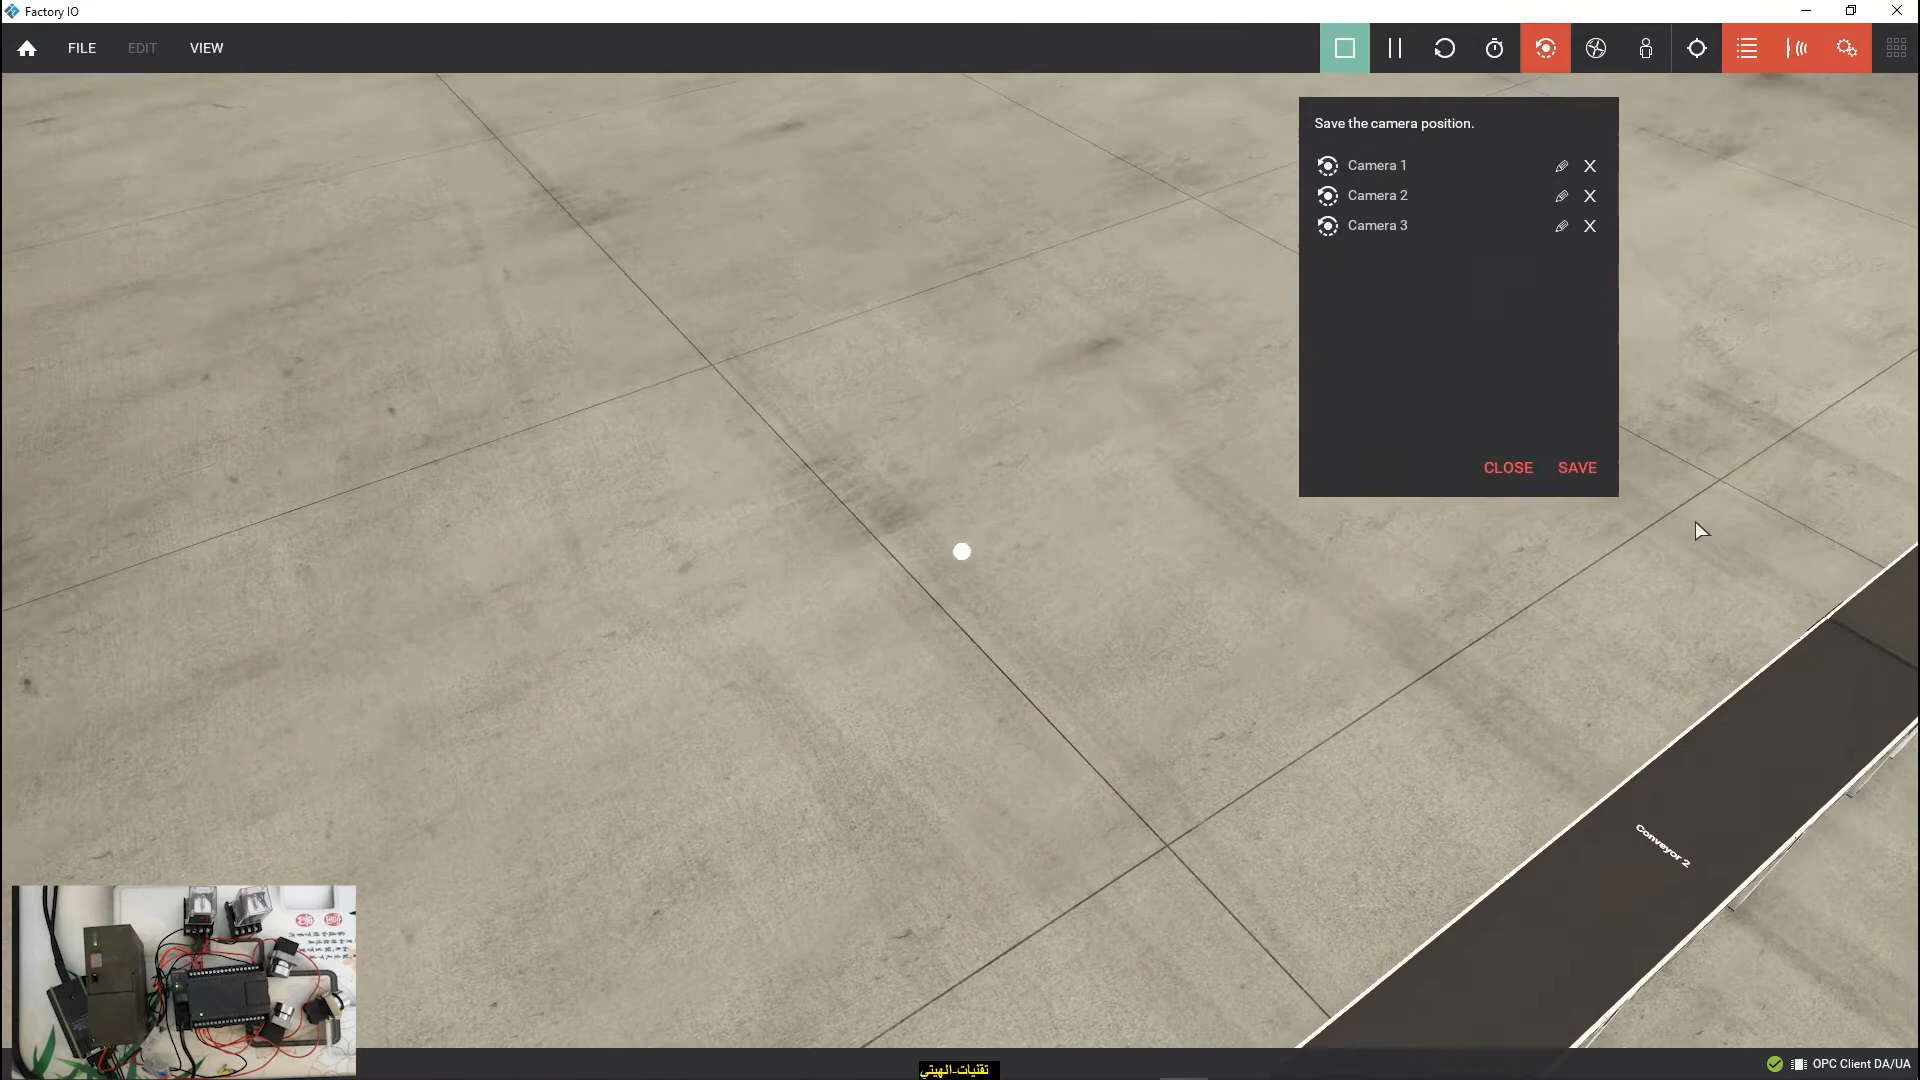 Factory IO
FILE EDIT VIEW
Save the camera position.
Camera 1 X
Camera 2 X
Camera 3 X
CLOSE SAVE
Conveyor 2
تقنيات-الهيتي
OPC Client DA/UA